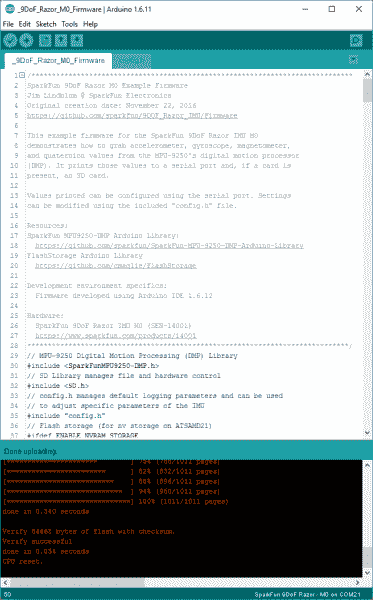 _9DoF_Razor_M0_Firmware | Arduino 1.6.11
File Edit Sketch Tools Help
_9DoF_Razor_M0_Firmware
1 /******************************************************************************
2 SparkFun 9DoF Razor M0 Example Firmware
3 Jim Lindblom @ SparkFun Electronics
4 Original creation date: November 22, 2016
5 https://github.com/sparkfun/9DOF_Razor_IMU/Firmware
6
7 This example firmware for the SparkFun 9DoF Razor IMU M0
8 demonstrates how to grab accelerometer, gyroscope, magnetometer,
9 and quaternion values from the MPU-9250's digital motion processor
10 (DMP). It prints those values to a serial port and, if a card is
11 present, an SD card.
12
13 Values printed can be configured using the serial port. Settings
14 can be modified using the included "config.h" file.
15
16 Resources:
17 SparkFun MPU9250-DMP Arduino Library:
18 https://github.com/sparkfun/SparkFun-MPU-9250-DMP-Arduino-Library
19 FlashStorage Arduino Library
20 https://github.com/cmaglie/FlashStorage
21
22 Development environment specifics:
23 Firmware developed using Arduino IDE 1.6.12
24
25 Hardware:
26 SparkFun 9DoF Razor IMU M0 (SEN-14001)
27 https://www.sparkfun.com/products/14001
28 ******************************************************************************/
29 // MPU-9250 Digital Motion Processing (DMP) Library
30 #include <SparkFunMPU9250-DMP.h>
31 // SD Library manages file and hardware control
32 #include <SD.h>
33 // config.h manages default logging parameters and can be used
34 // to adjust specific parameters of the IMU
35 #include "config.h"
36 // Flash storage (for nv storage on ATSAMD21)
37 #ifdef ENABLE_NVRAM_STORAGE
Done uploading.
[*********************** ] 76% (768/1011 pages)
[************************ ] 82% (832/1011 pages)
[************************** ] 88% (896/1011 pages)
[**************************** ] 94% (960/1011 pages)
[******************************] 100% (1011/1011 pages)
done in 0.340 seconds
Verify bytes of flash with checksum.
Verify successful
done in seconds
CPU reset.
50
SparkFun 9DoF Razor M0 on COM21